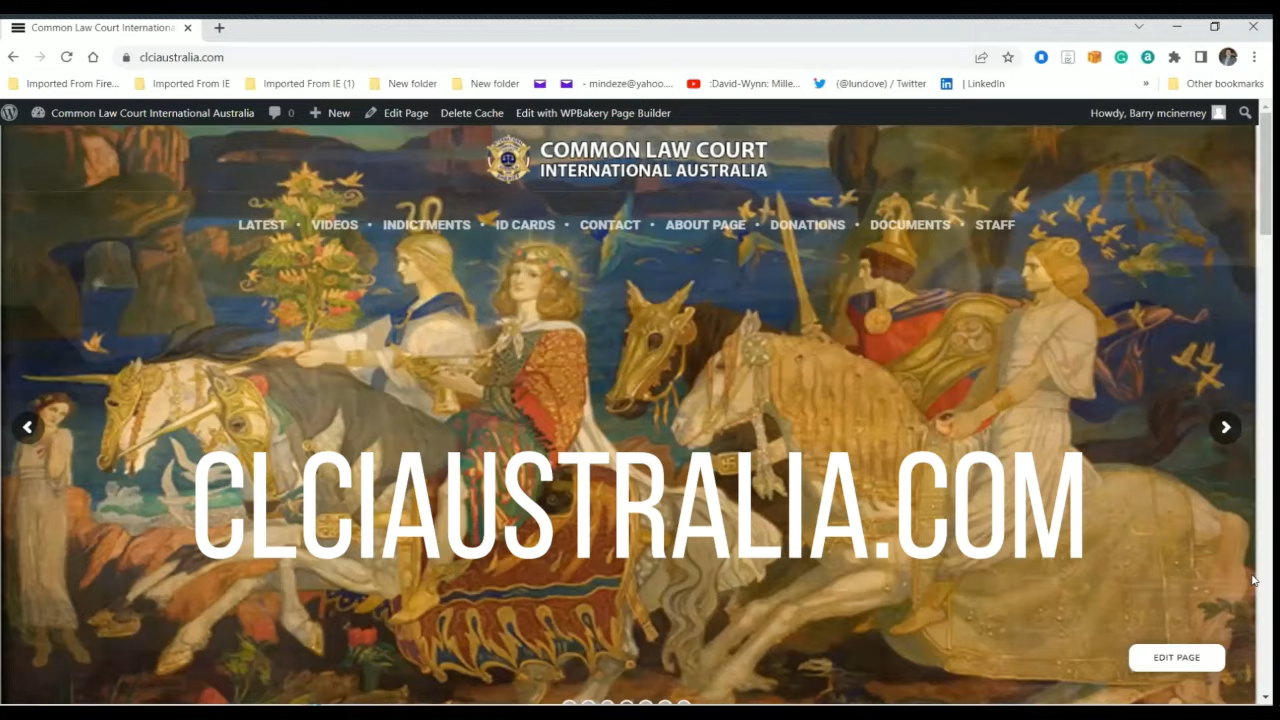 Common Law Court Internationa
clciaustralia.com
Imported From Fire... Imported From IE Imported From IE (1) New folder New folder - mindeze@yahoo.... :David-Wynn: Mille... (@lundove) / Twitter | LinkedIn » Other bookmarks
Common Law Court International Australia 0 New Edit Page Delete Cache Edit with WPBakery Page Builder Howdy, Barry mcinerney
COMMON LAW COURT
INTERNATIONAL AUSTRALIA
LATEST • VIDEOS • INDICTMENTS • ID CARDS • CONTACT • ABOUT PAGE • DONATIONS • DOCUMENTS • STAFF
CLCIAUSTRALIA.COM
EDIT PAGE